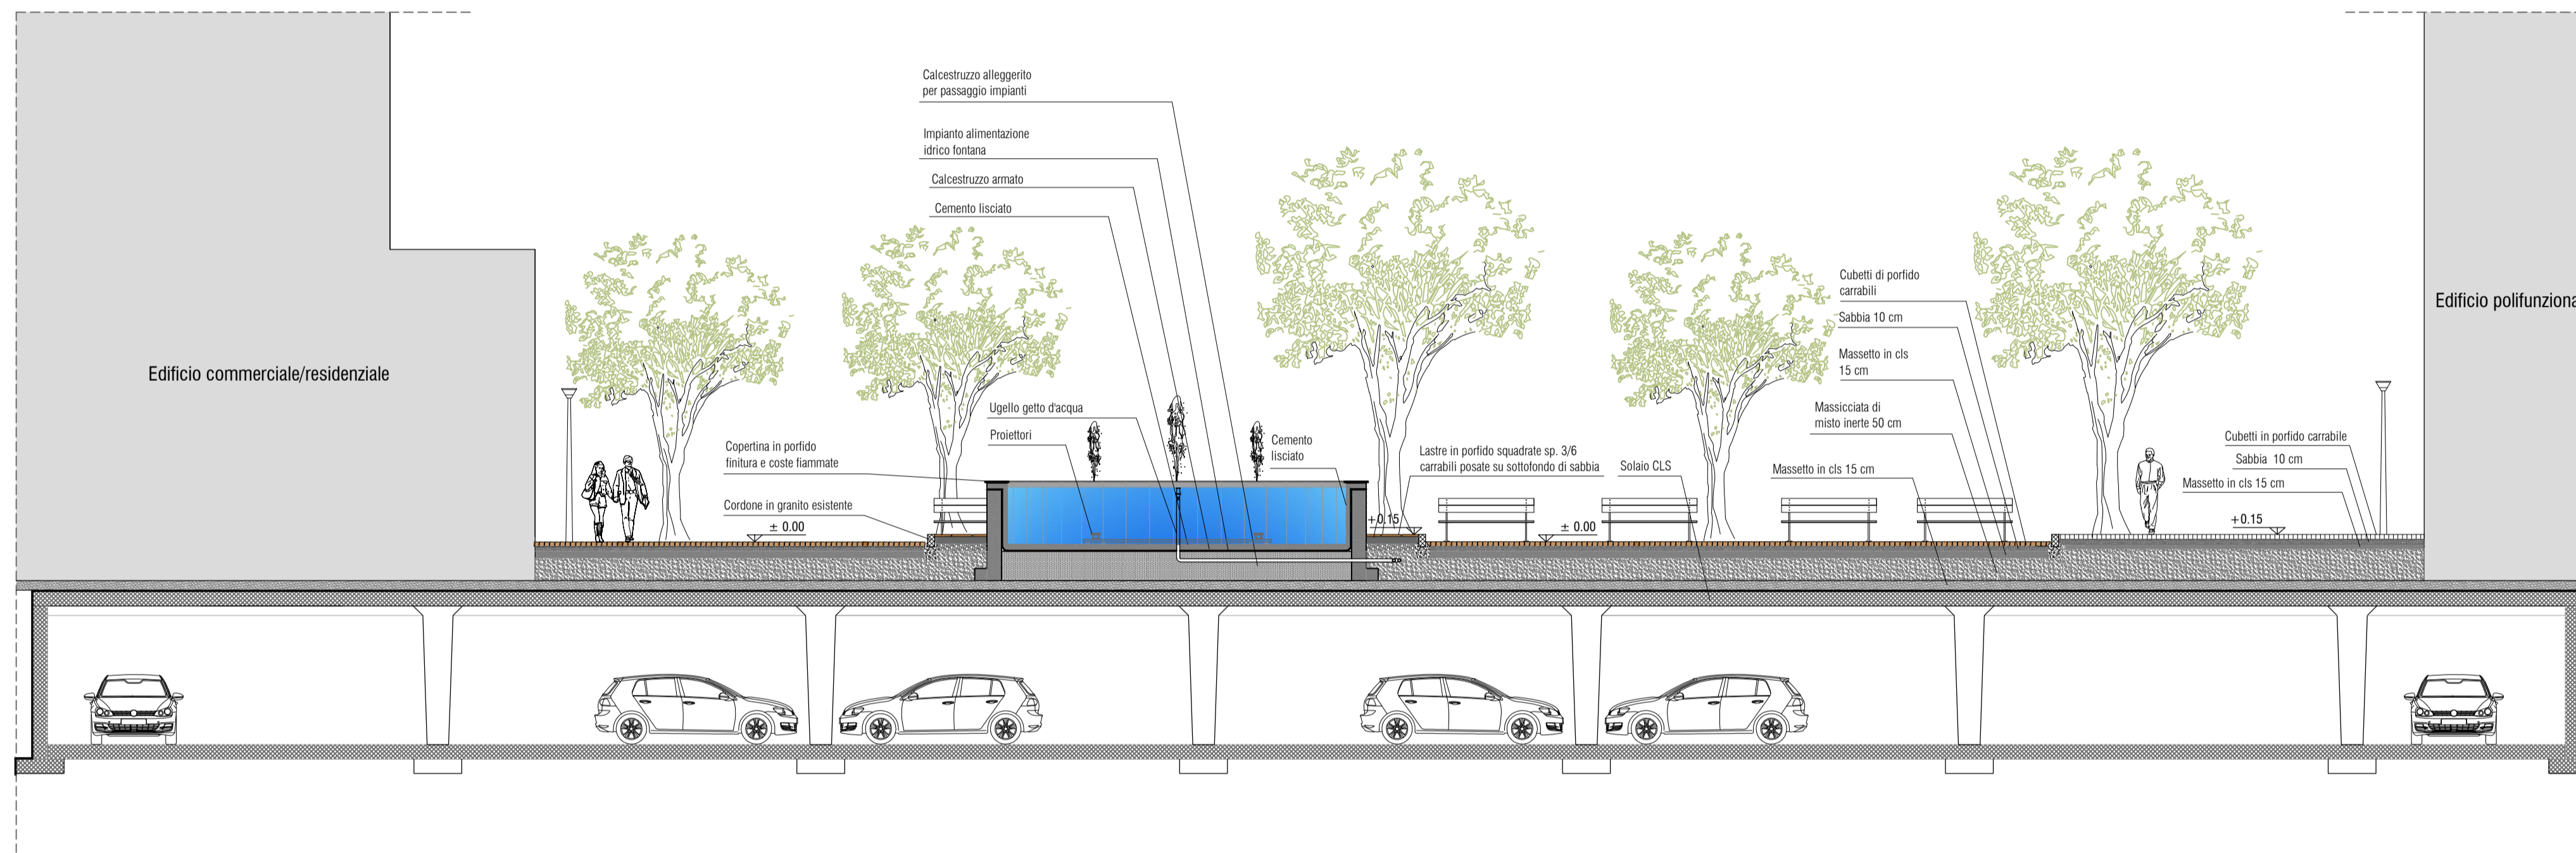 Calcestruzzo alleggerito
per passaggio impianti
Impianto alimentazione
idrico fontana
Calcestruzzo armato
Cemento lisciato
Cubetti di porfido
carrabili
Sabbia 10 cm
Massetto in cls
15 cm
Massicciata di
misto inerte 50 cm
Massetto in cls 15 cm
Edificio polifunziona
Edificio commerciale/residenziale
Ugello getto d'acqua
Proiettori
Copertina in porfido
finitura e coste fiammate
Cordone in granito esistente
± 0.00
Cemento
lisciato
+0.15
Lastre in porfido squadrate sp. 3/6
carrabili posate su sottofondo di sabbia
Solaio CLS
± 0.00
Cubetti in porfido carrabile
Sabbia 10 cm
Massetto in cls 15 cm
+0.15